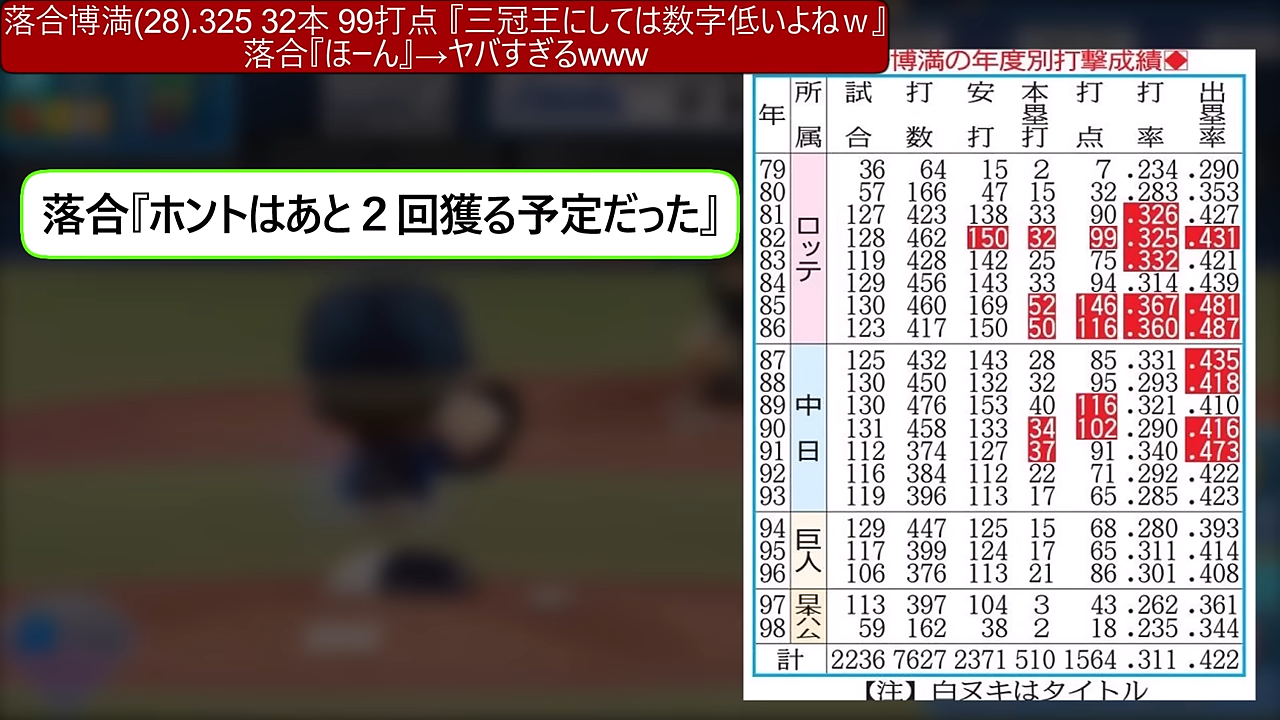 落合博満(28).325 32本 99打点『三冠王にしては数字低いよねｗ』
落合『ほーん』→ヤバすぎるwww
博満の年度別打撃成績◆
落合『ホントはあと２回獲る予定だった』
年 所属 試合 打数 安打 本塁打 打点 打率 出塁率
ロッテ
79 36 64 15 2 7 .234 .290
80 57 166 47 15 32 .283 .353
81 127 423 138 33 90 .326 .427
82 128 462 150 32 99 .325 .431
83 119 428 142 25 75 .332 .421
84 129 456 143 33 94 .314 .439
85 130 460 169 52 146 .367 .481
86 123 417 150 50 116 .360 .487
中日
87 125 432 143 28 85 .331 .435
88 130 450 132 32 95 .293 .418
89 130 476 153 40 116 .321 .410
90 131 458 133 34 102 .290 .416
91 112 374 127 37 91 .340 .473
92 116 384 112 22 71 .292 .422
93 119 396 113 17 65 .285 .423
巨人
94 129 447 125 15 68 .280 .393
95 117 399 124 17 65 .311 .414
96 106 376 113 21 86 .301 .408
日本ハム
97 113 397 104 3 43 .262 .361
98 59 162 38 2 18 .235 .344
計 2236 7627 2371 510 1564 .311 .422
【注】白ヌキはタイトル